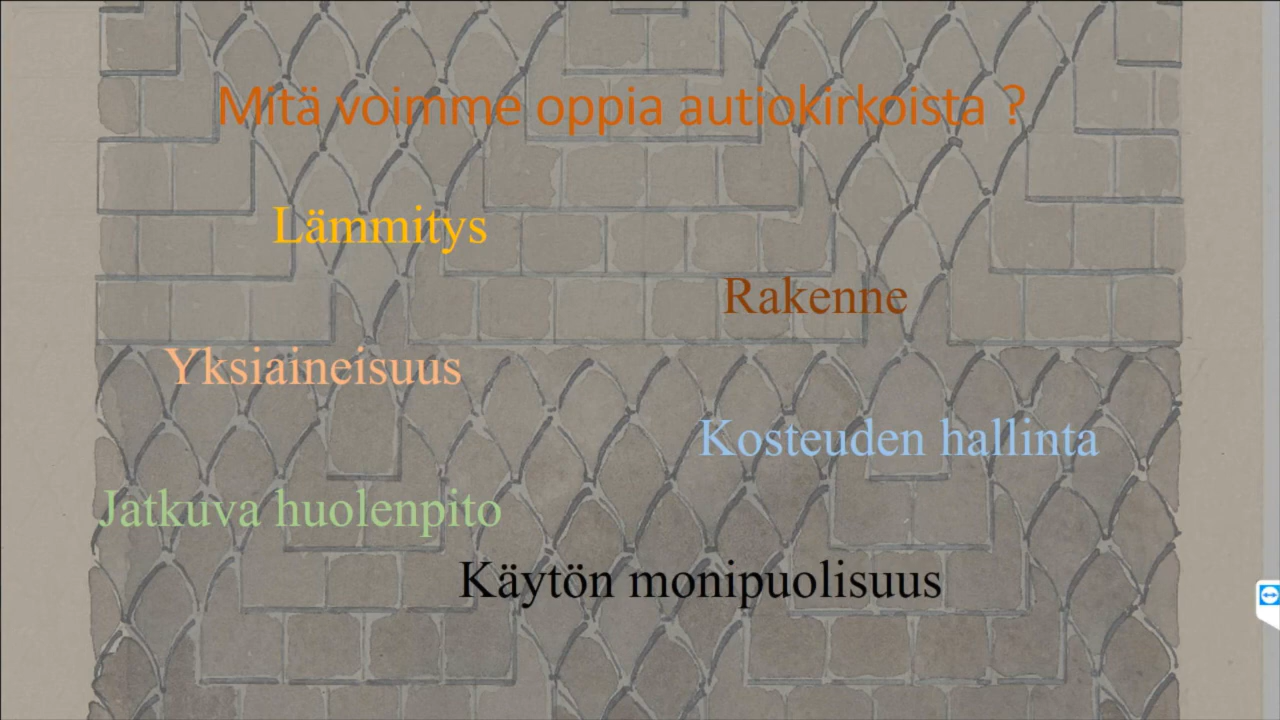 Mitä voimme oppia autiokirkoista ?
Lämmitys
Rakenne
Yksiaineisuus
Kosteuden hallinta
Jatkuva huolenpito
Käytön monipuolisuus